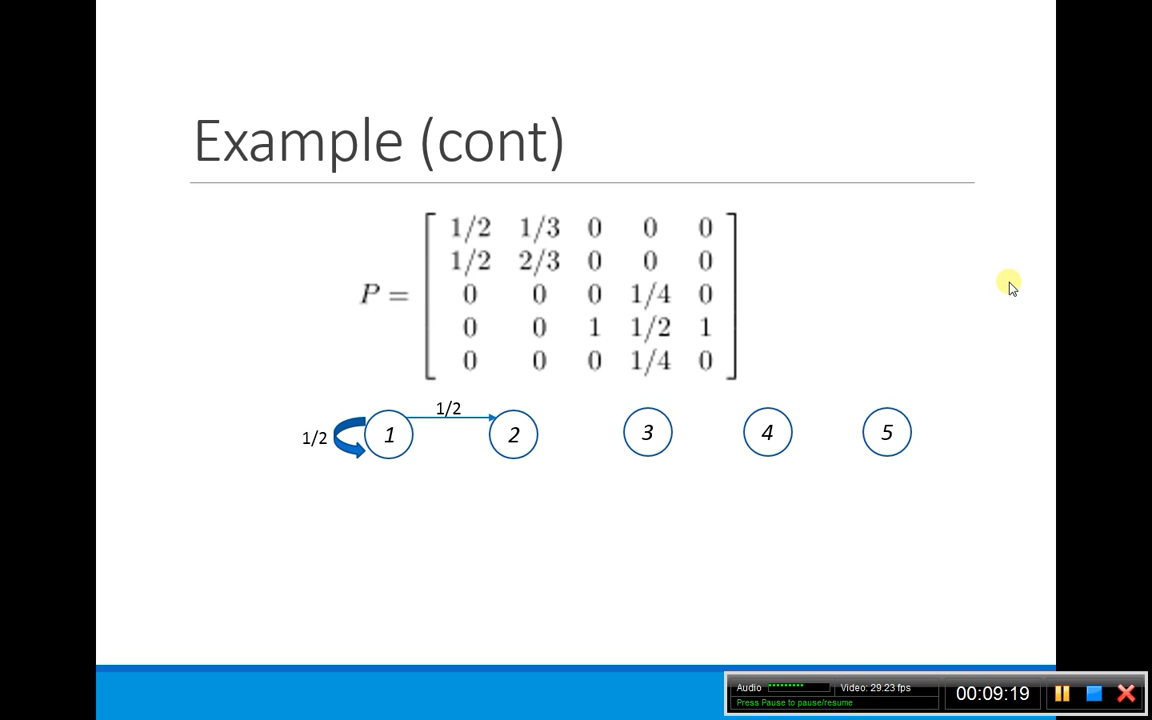 Example (cont)
P =
1/2 1/3 0 0 0
1/2 2/3 0 0 0
0 0 0 1/4 0
0 0 1 1/2 1
0 0 0 1/4 0
1/2
1/2 1 2 3 4 5
Audio Video: 29.23 fps 00:09:19
Press Pause to pause/resume